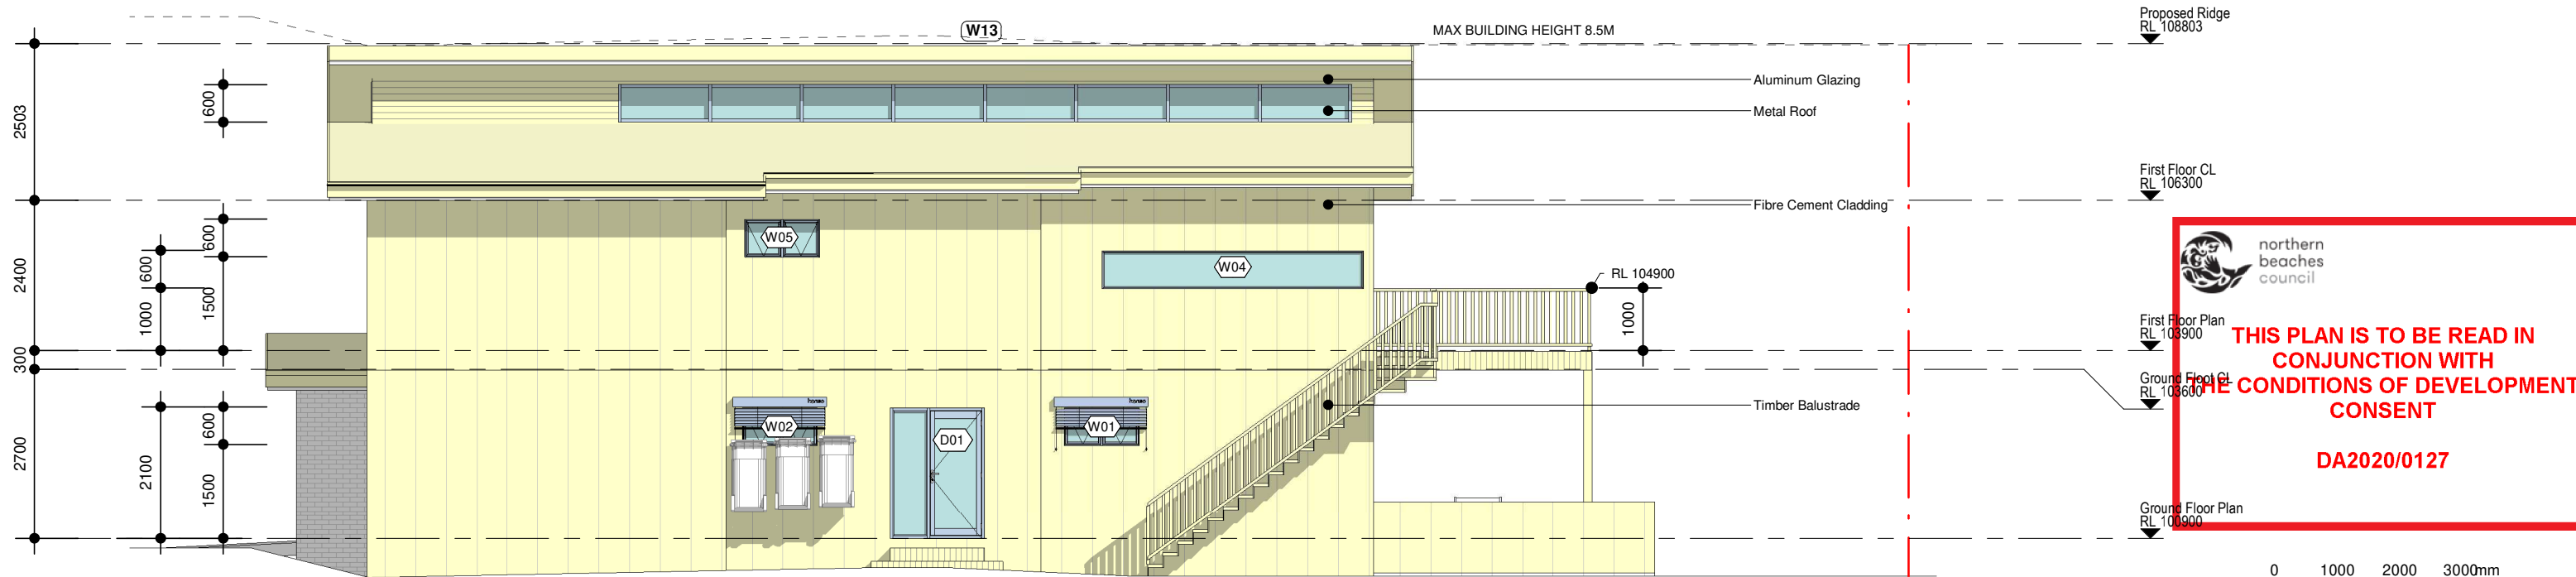 W13
MAX BUILDING HEIGHT 8.5M
Proposed Ridge
RL 108803
2503
600
Aluminum Glazing
Metal Roof
First Floor CL
RL 106300
Fibre Cement Cladding
2400
600
600
1000
1500
W05
W04
RL 104900
1000
northern
beaches
council
First Floor Plan
RL 103900
300
Ground Floot CL
RL 103600
THIS PLAN IS TO BE READ IN
CONJUNCTION WITH
THE CONDITIONS OF DEVELOPMENT
CONSENT
DA2020/0127
2700
2100
600
1500
W02
D01
W01
Timber Balustrade
Ground Floor Plan
RL 100900
0 1000 2000 3000mm